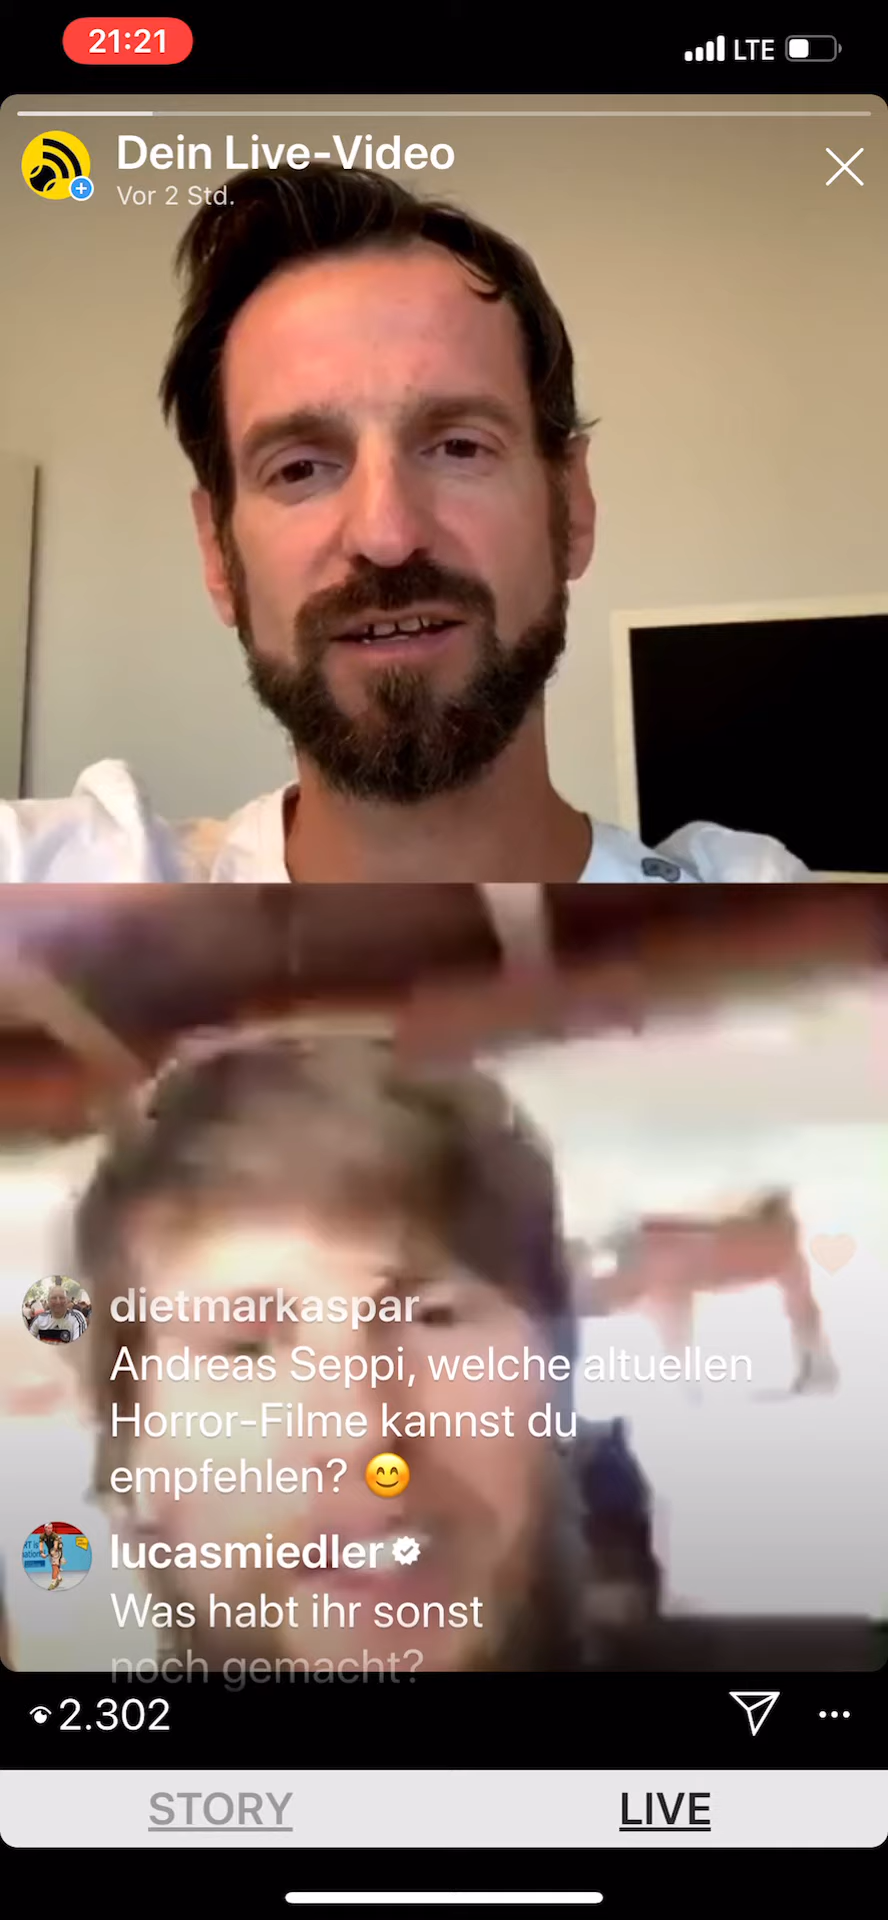 21:21
LTE
Dein Live-Video
Vor 2 Std.
dietmarkaspar
Andreas Seppi, welche altuellen
Horror-Filme kannst du
empfehlen? 😊
lucasmiedler
Was habt ihr sonst
noch gemacht?
2.302
STORY
LIVE